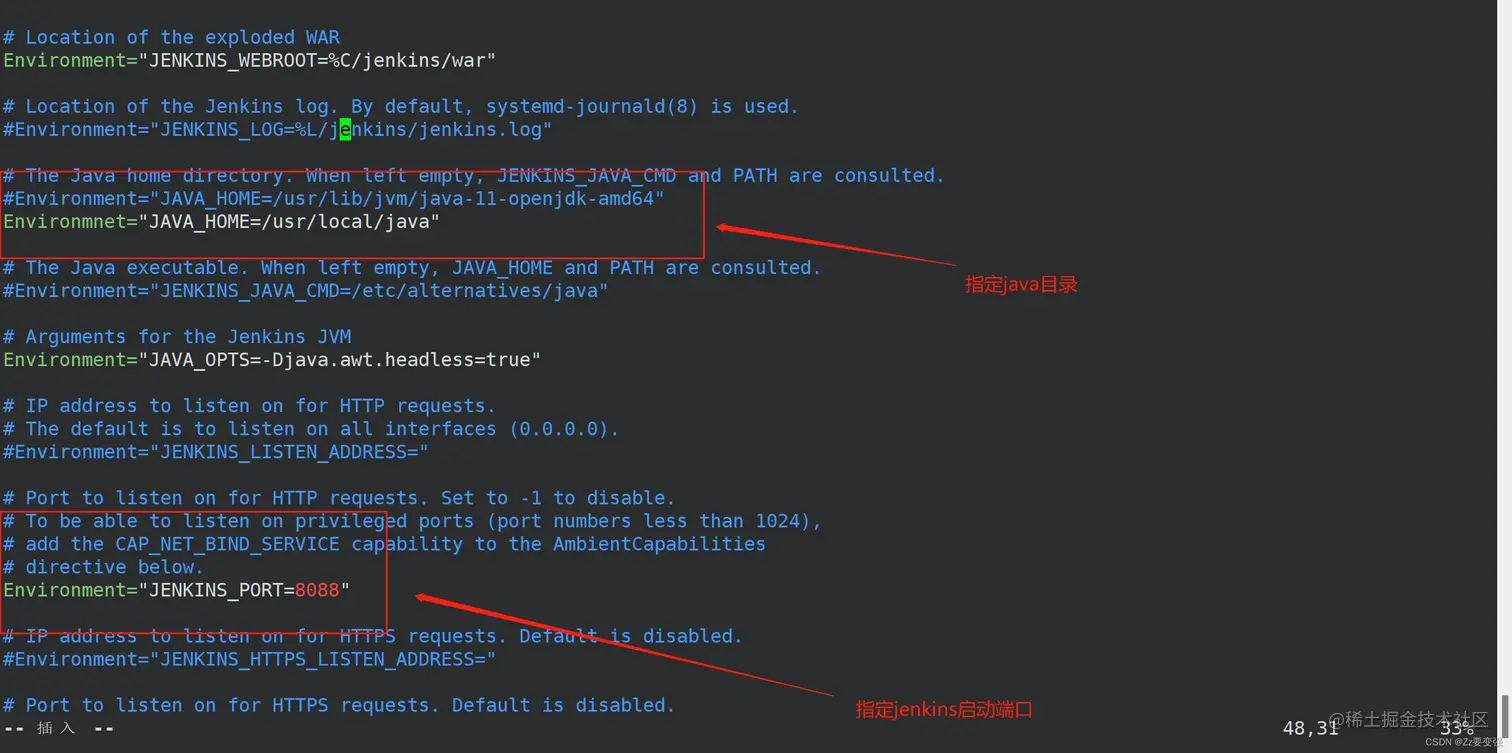 # Location of the exploded WAR
Environment="JENKINS_WEBROOT=%C/jenkins/war"
# Location of the Jenkins log. By default, systemd-journald(8) is used.
#Environment="JENKINS_LOG=%L/jenkins/jenkins.log"
# The Java home directory. When left empty, JENKINS_JAVA_CMD and PATH are consulted.
#Environment="JAVA_HOME=/usr/lib/jvm/java-11-openjdk-amd64"
Environmnet="JAVA_HOME=/usr/local/java"
# The Java executable. When left empty, JAVA_HOME and PATH are consulted.
指定java目录
#Environment="JENKINS_JAVA_CMD=/etc/alternatives/java"
# Arguments for the Jenkins JVM
Environment="JAVA_OPTS=-Djava.awt.headless=true"
# IP address to listen on for HTTP requests.
# The default is to listen on all interfaces (0.0.0.0).
#Environment="JENKINS_LISTEN_ADDRESS="
# Port to listen on for HTTP requests. Set to -1 to disable.
# To be able to listen on privileged ports (port numbers less than 1024),
# add the CAP_NET_BIND_SERVICE capability to the AmbientCapabilities
# directive below.
Environment="JENKINS_PORT=8088"
# IP address to listen on for HTTPS requests. Default is disabled.
#Environment="JENKINS_HTTPS_LISTEN_ADDRESS="
# Port to listen on for HTTPS requests. Default is disabled.
指定jenkins启动端口
-- 插入 --
48,31
33%
@稀土掘金技术社区
CSDN @Zz要变强